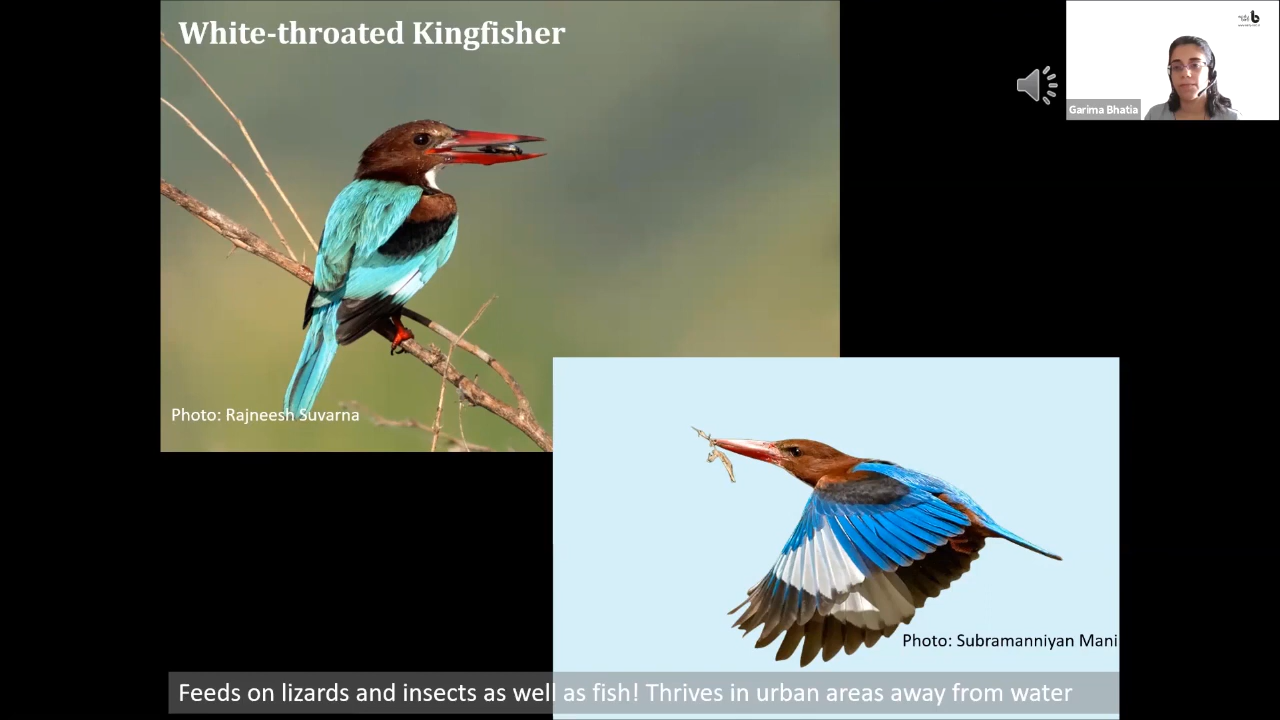 White-throated Kingfisher
Garima Bhatia
Photo: Rajneesh Suvarna
Photo: Subramanniyan Mani
Feeds on lizards and insects as well as fish! Thrives in urban areas away from water